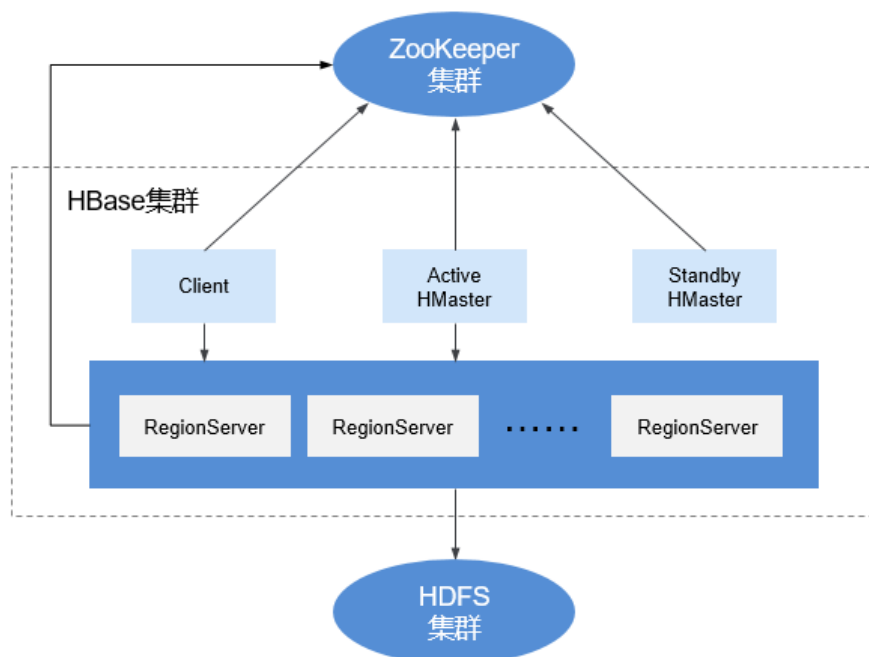 ZooKeeper
集群
HBase集群
Client
Active
HMaster
Standby
HMaster
RegionServer
RegionServer
······
RegionServer
HDFS
集群